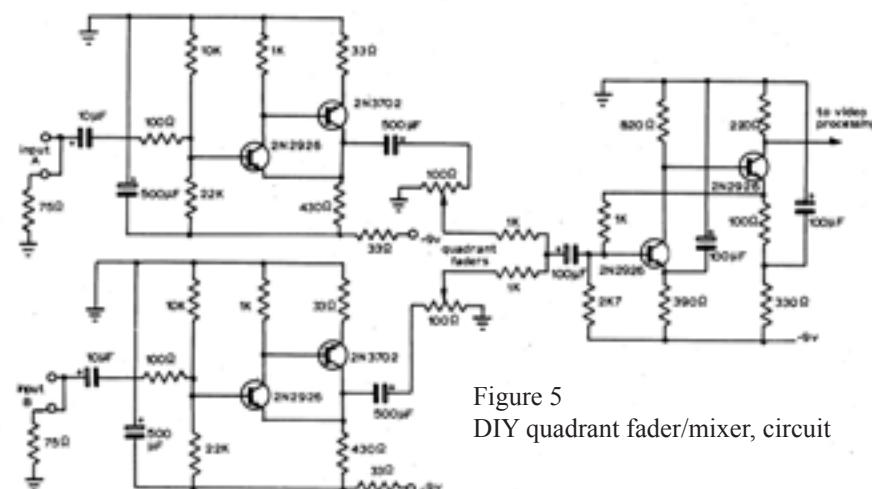 10K
1K
33Ω
2N3702
10µF
100Ω
500µF
input
A
2N2926
100Ω
22K
500µF
430Ω
75Ω
33Ω
-9v
quadrant
faders
1K
1K
100µF
820Ω
220Ω
to video
processing
2N2926
1K
100Ω
100µF
2N2926
100µF
2K7
390Ω
330Ω
-9v
10K
1K
33Ω
100Ω
2N3702
10µF
100Ω
input
B
2N2926
500µF
75Ω
500
µF
22K
430Ω
33Ω
-9v
Figure 5
DIY quadrant fader/mixer, circuit